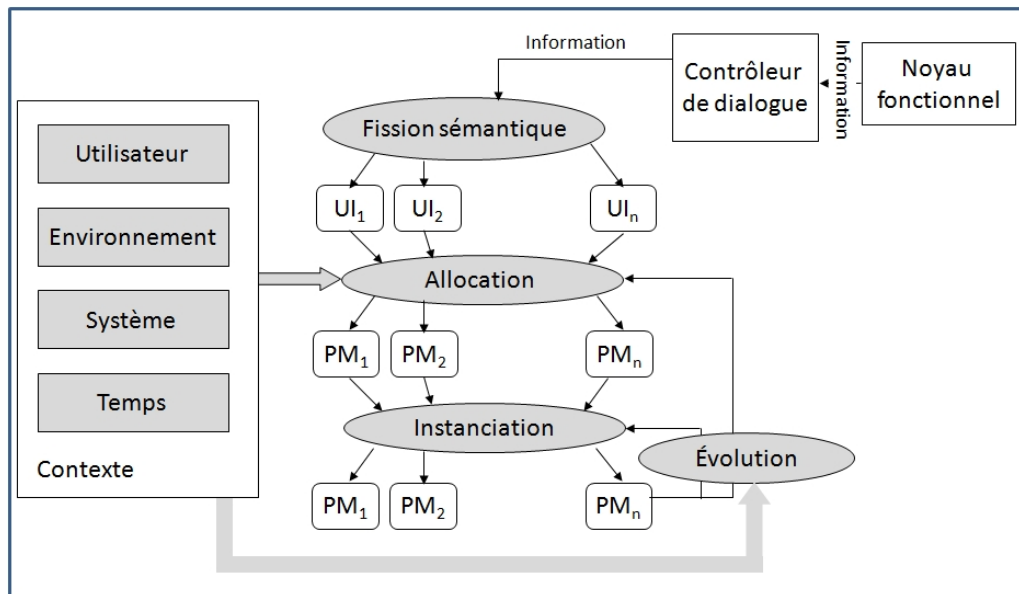 Information
Contrôleur
de dialogue
Information
Noyau
fonctionnel
Fission sémantique
Utilisateur
UI1
UI2
UIn
Environnement
Allocation
Système
PM1
PM2
PMn
Temps
Instanciation
Contexte
Évolution
PM1
PM2
PMn